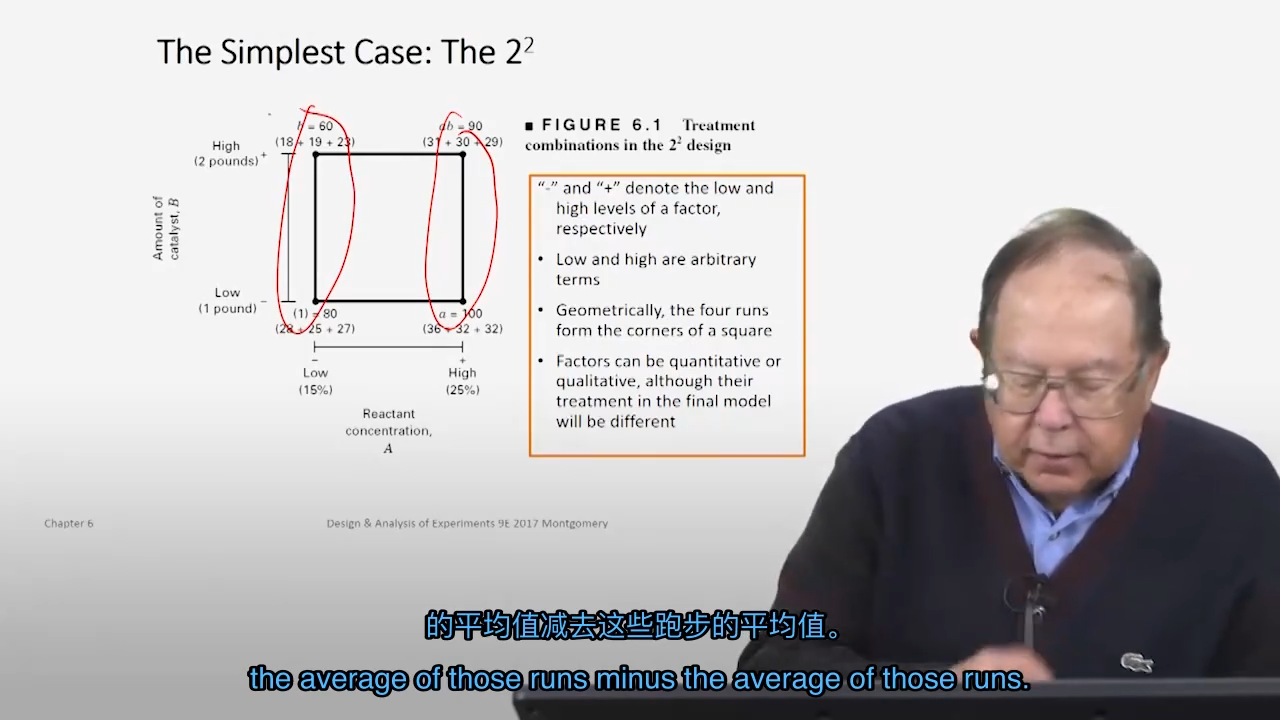 The Simplest Case: The 2²
b = 60
(18 + 19 + 23)
ab = 90
(31 + 30 + 29)
High
(2 pounds)
+
Amount of
catalyst, B
Low
(1 pound)
−
(1) = 80
(28 + 25 + 27)
a = 100
(36 + 32 + 32)
−
Low
(15%)
+
High
(25%)
Reactant
concentration,
A
■ FIGURE 6.1 Treatment
combinations in the 2² design
“-” and “+” denote the low and
high levels of a factor,
respectively
• Low and high are arbitrary
terms
• Geometrically, the four runs
form the corners of a square
• Factors can be quantitative or
qualitative, although their
treatment in the final model
will be different
Chapter 6
Design & Analysis of Experiments 9E 2017 Montgomery
的平均值减去这些跑步的平均值。
the average of those runs minus the average of those runs.